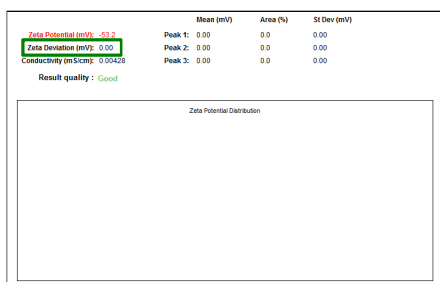 Mean (mV) Area (%) St Dev (mV)
Zeta Potential (mV): -53.2 Peak 1: 0.00 0.0 0.00
Zeta Deviation (mV): 0.00 Peak 2: 0.00 0.0 0.00
Conductivity (mS/cm): 0.00428 Peak 3: 0.00 0.0 0.00
Result quality : Good
Zeta Potential Distribution